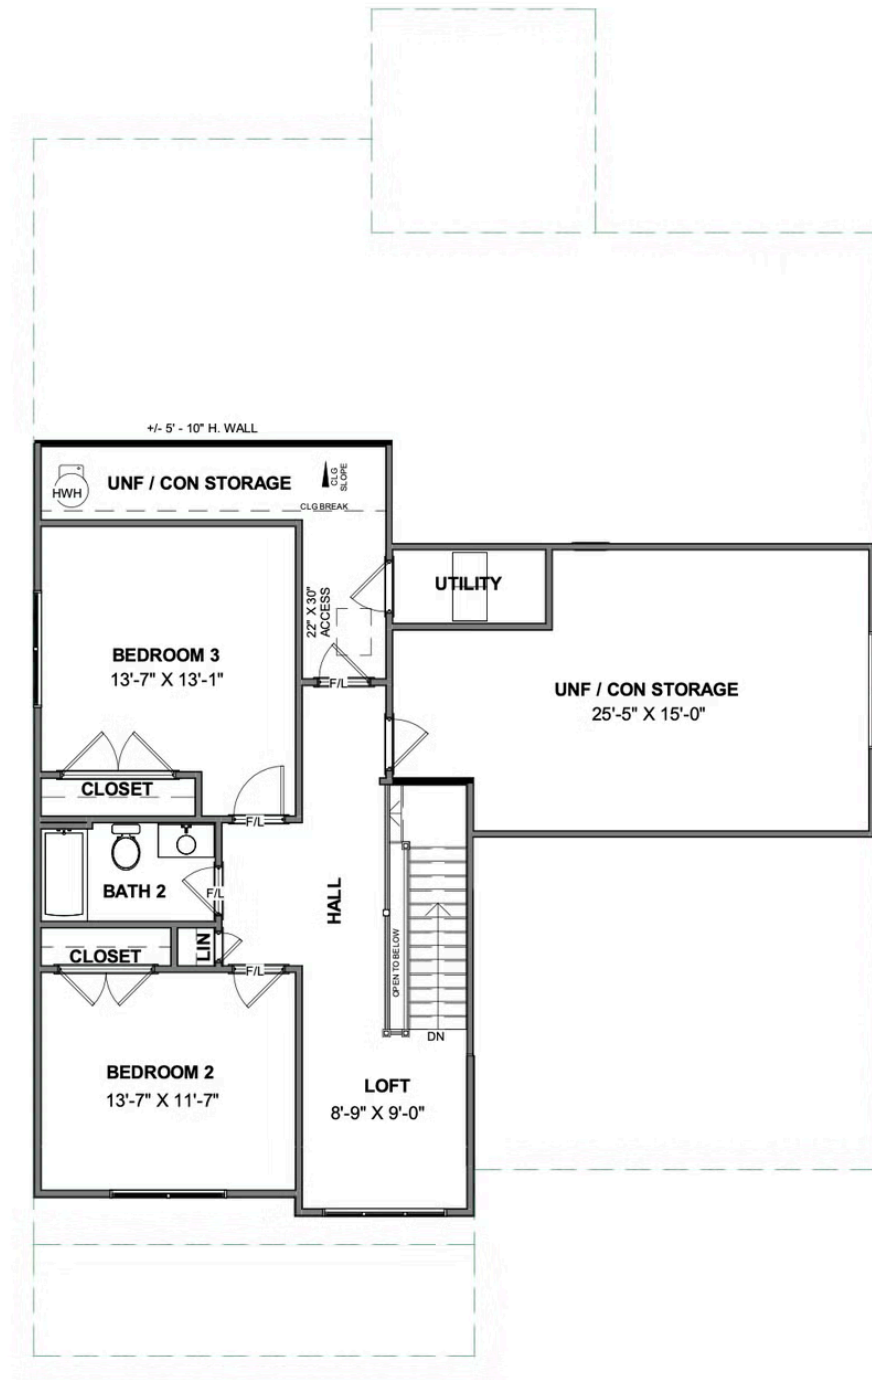 +/- 5' - 10" H. WALL
HWH
UNF / CON STORAGE
CLG
SLOPE
CLG BREAK
UTILITY
22" X 30"
ACCESS
BEDROOM 3
13'-7" X 13'-1"
F/L
UNF / CON STORAGE
25'-5" X 15'-0"
CLOSET
F/L
BATH 2
F/L
HALL
OPEN TO BELOW
CLOSET
LIN
F/L
DN
BEDROOM 2
13'-7" X 11'-7"
LOFT
8'-9" X 9'-0"